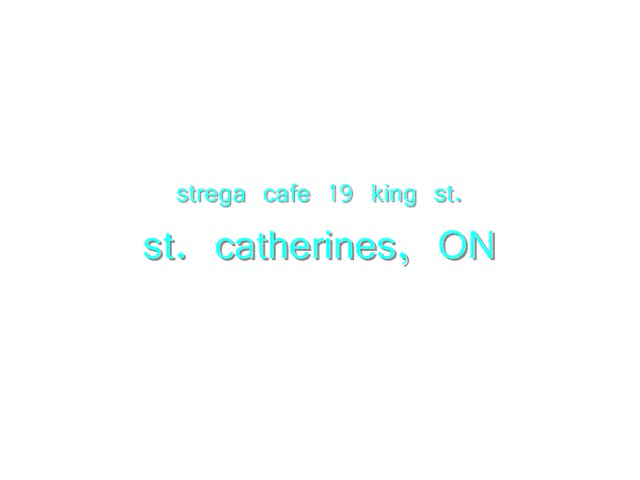 strega cafe 19 king st.
st. catherines, ON